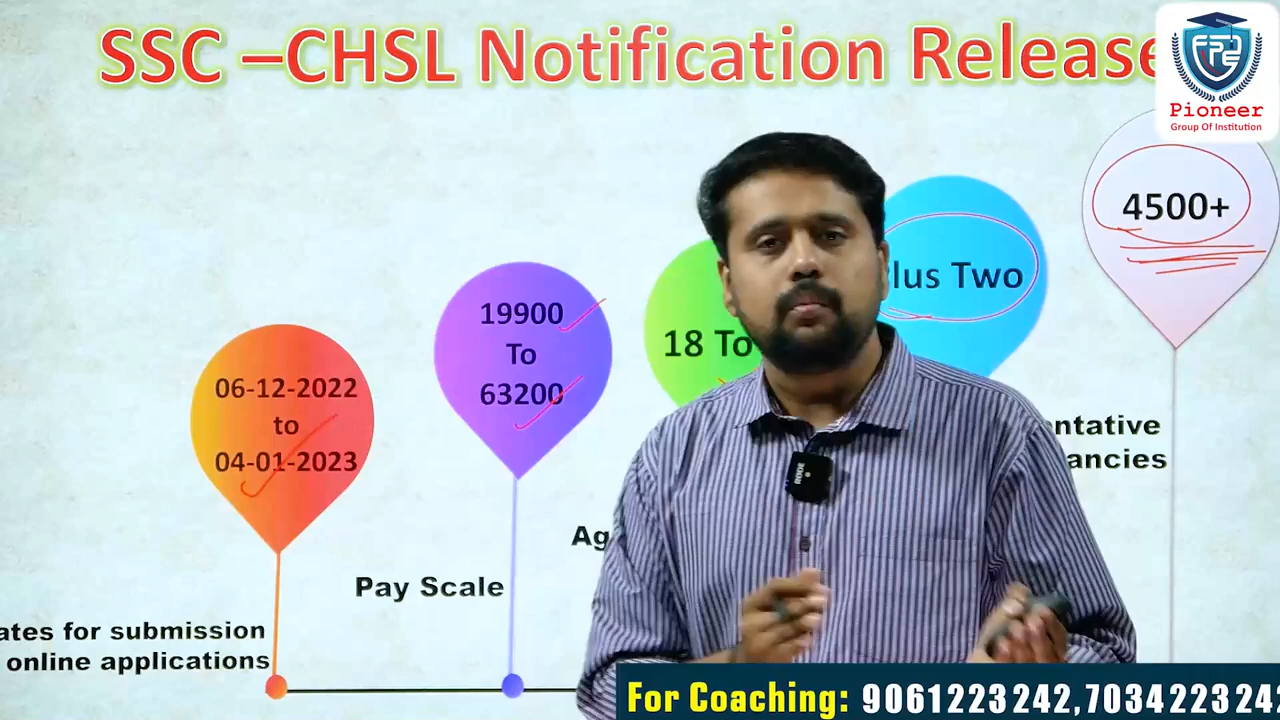 SSC –CHSL Notification Release
Pioneer
Group Of Institution
4500+
lus Two
19900
To
63200
18 To
06-12-2022
to
04-01-2023
entative
ancies
Ag
Pay Scale
ates for submission
online applications
RODE
For Coaching: 9061223242,703422324